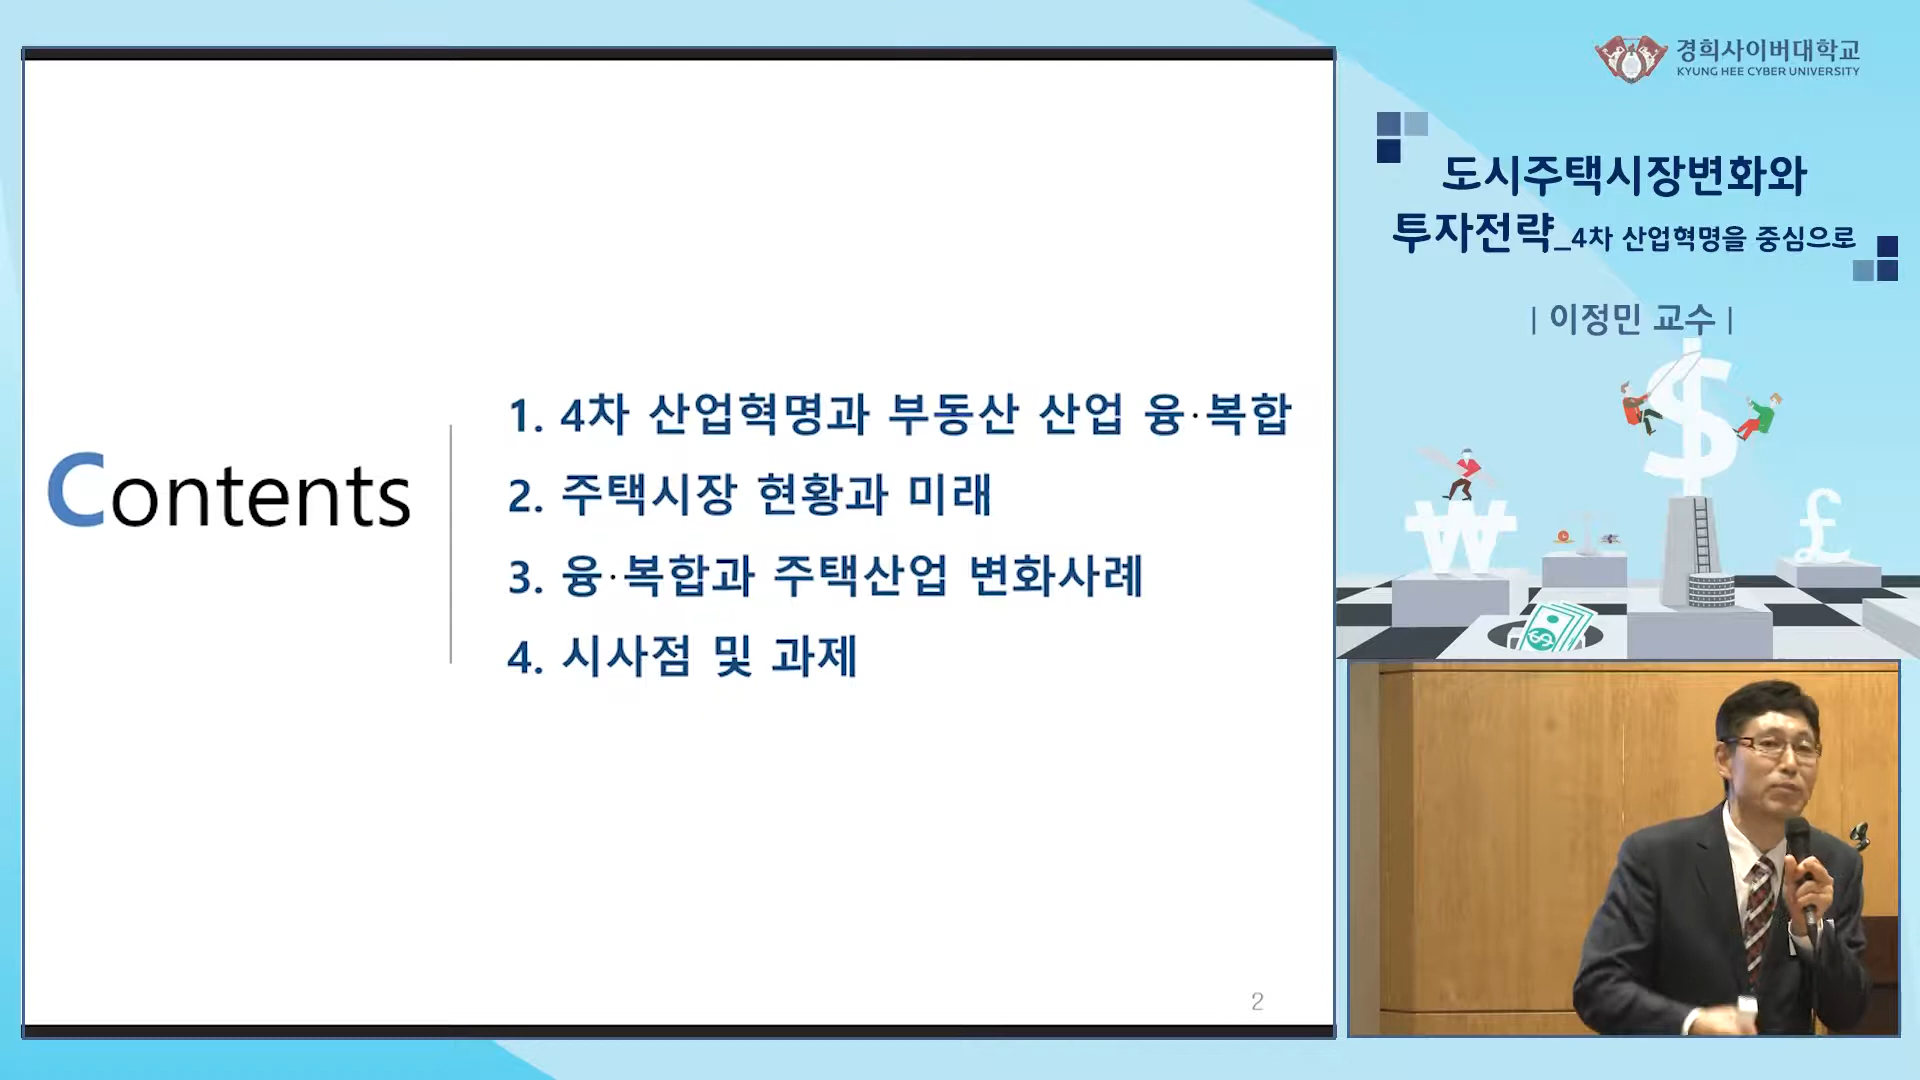 경희사이버대학교
KYUNG HEE CYBER UNIVERSITY
도시주택시장변화와
투자전략_4차 산업혁명을 중심으로
| 이정민 교수 |
Contents
1. 4차 산업혁명과 부동산 산업 융·복합
2. 주택시장 현황과 미래
3. 융·복합과 주택산업 변화사례
4. 시사점 및 과제
2